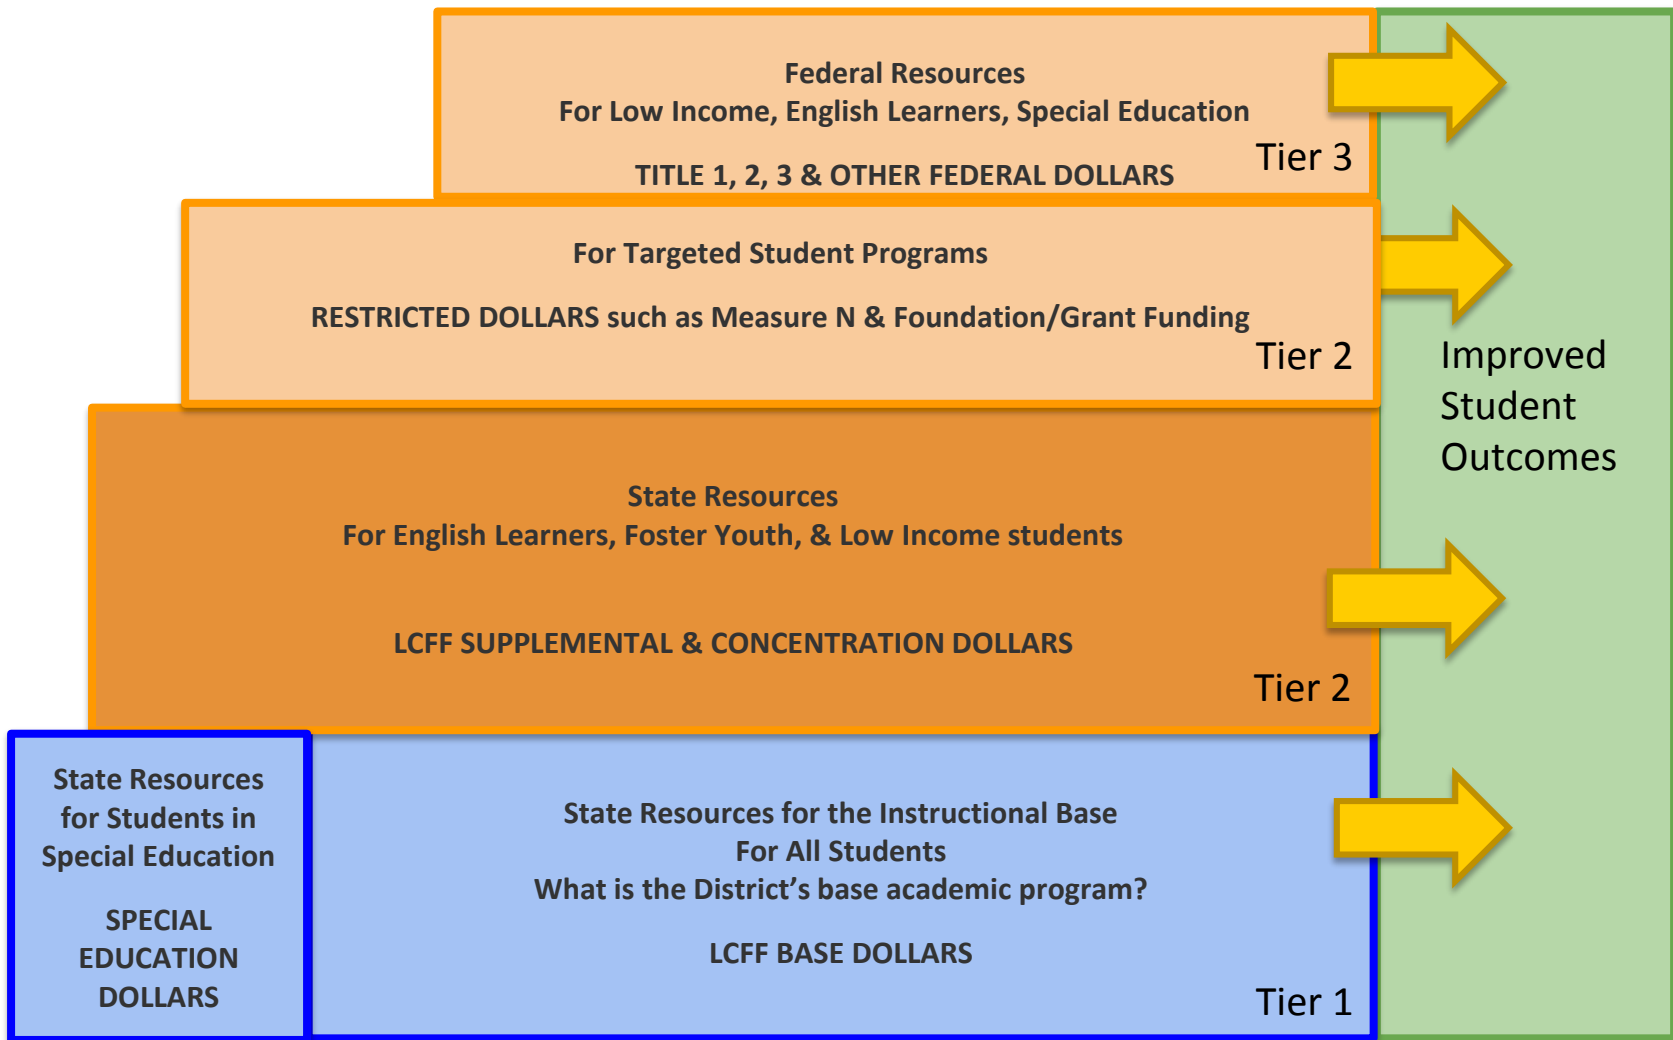 Federal Resources
For Low Income, English Learners, Special Education
TITLE 1, 2, 3 & OTHER FEDERAL DOLLARS
Tier 3
For Targeted Student Programs
RESTRICTED DOLLARS such as Measure N & Foundation/Grant Funding
Tier 2
Improved
Student
Outcomes
State Resources
For English Learners, Foster Youth, & Low Income students
LCFF SUPPLEMENTAL & CONCENTRATION DOLLARS
Tier 2
State Resources
for Students in
Special Education
SPECIAL
EDUCATION
DOLLARS
State Resources for the Instructional Base
For All Students
What is the District’s base academic program?
LCFF BASE DOLLARS
Tier 1